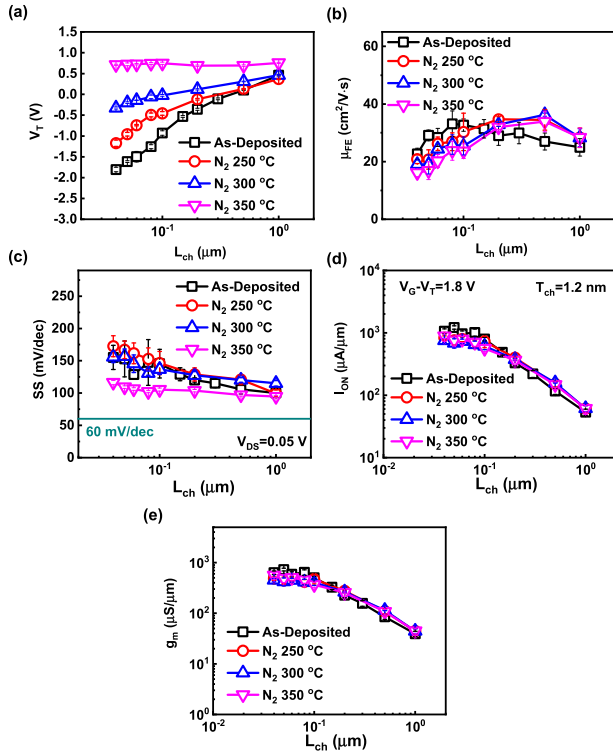 (a)
1.5
1.0
0.5
0.0
-0.5
-1.0
-1.5
-2.0
-2.5
-3.0
V_T (V)
As-Deposited
N₂ 250 °C
N₂ 300 °C
N₂ 350 °C
10⁻¹
10⁰
L_ch (μm)
(b)
60
40
20
0
μ_FE (cm²/V·s)
As-Deposited
N₂ 250 °C
N₂ 300 °C
N₂ 350 °C
10⁻¹
10⁰
L_ch (μm)
(c)
250
200
150
100
50
0
SS (mV/dec)
As-Deposited
N₂ 250 °C
N₂ 300 °C
N₂ 350 °C
60 mV/dec
V_DS=0.05 V
10⁻¹
10⁰
L_ch (μm)
(d)
10⁴
10³
10²
10¹
I_ON (μA/μm)
V_G-V_T=1.8 V
T_ch=1.2 nm
As-Deposited
N₂ 250 °C
N₂ 300 °C
N₂ 350 °C
10⁻²
10⁻¹
10⁰
L_ch (μm)
(e)
10³
10²
10¹
10⁰
g_m (μS/μm)
As-Deposited
N₂ 250 °C
N₂ 300 °C
N₂ 350 °C
10⁻²
10⁻¹
10⁰
L_ch (μm)